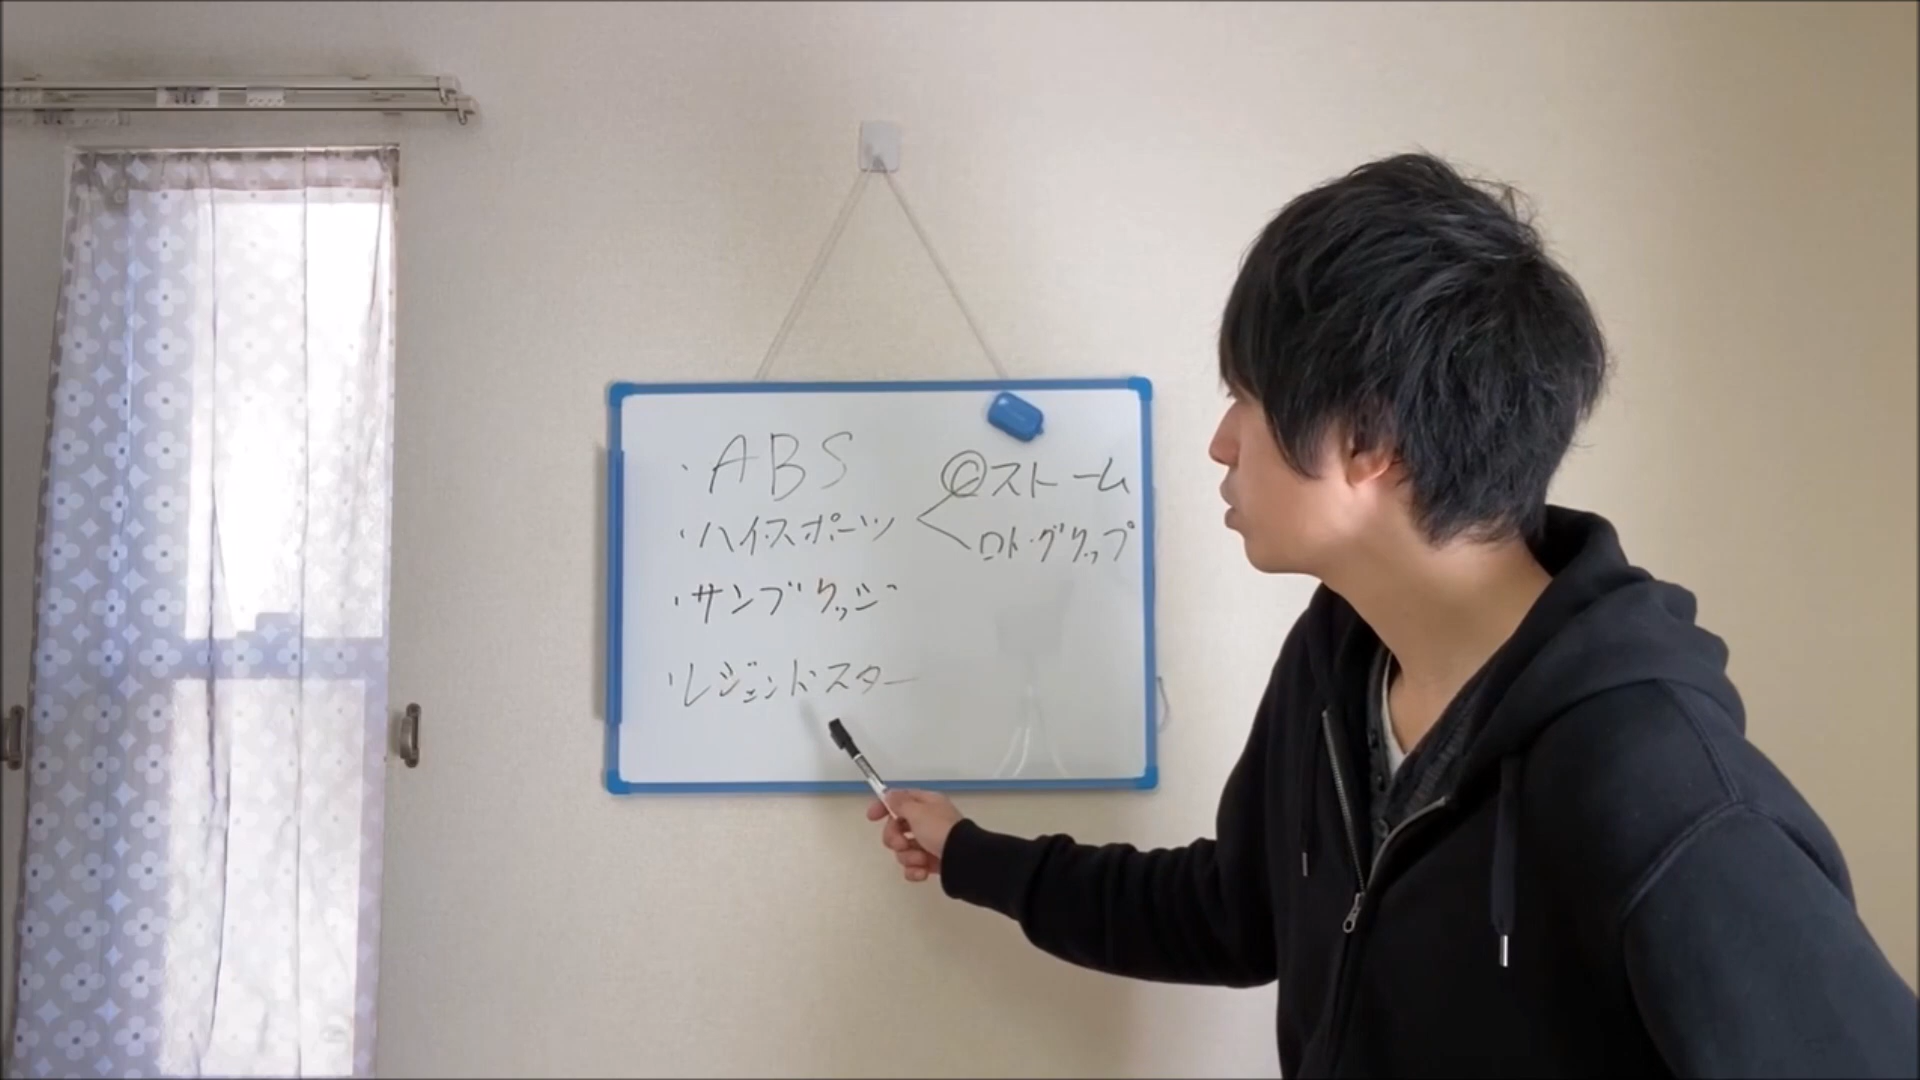 ・ABS
・ハイ・スポーツ
◎ストーム
ロト・グリップ
・サンブリッジ
・レジェンドスター